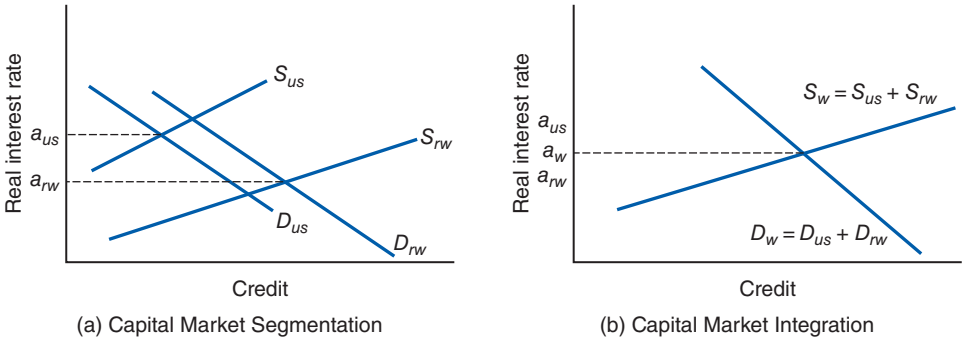 Real interest rate
a_us
a_rw
S_us
S_rw
D_us
D_rw
Credit
(a) Capital Market Segmentation
Real interest rate
a_us
a_w
a_rw
S_w = S_us + S_rw
D_w = D_us + D_rw
Credit
(b) Capital Market Integration